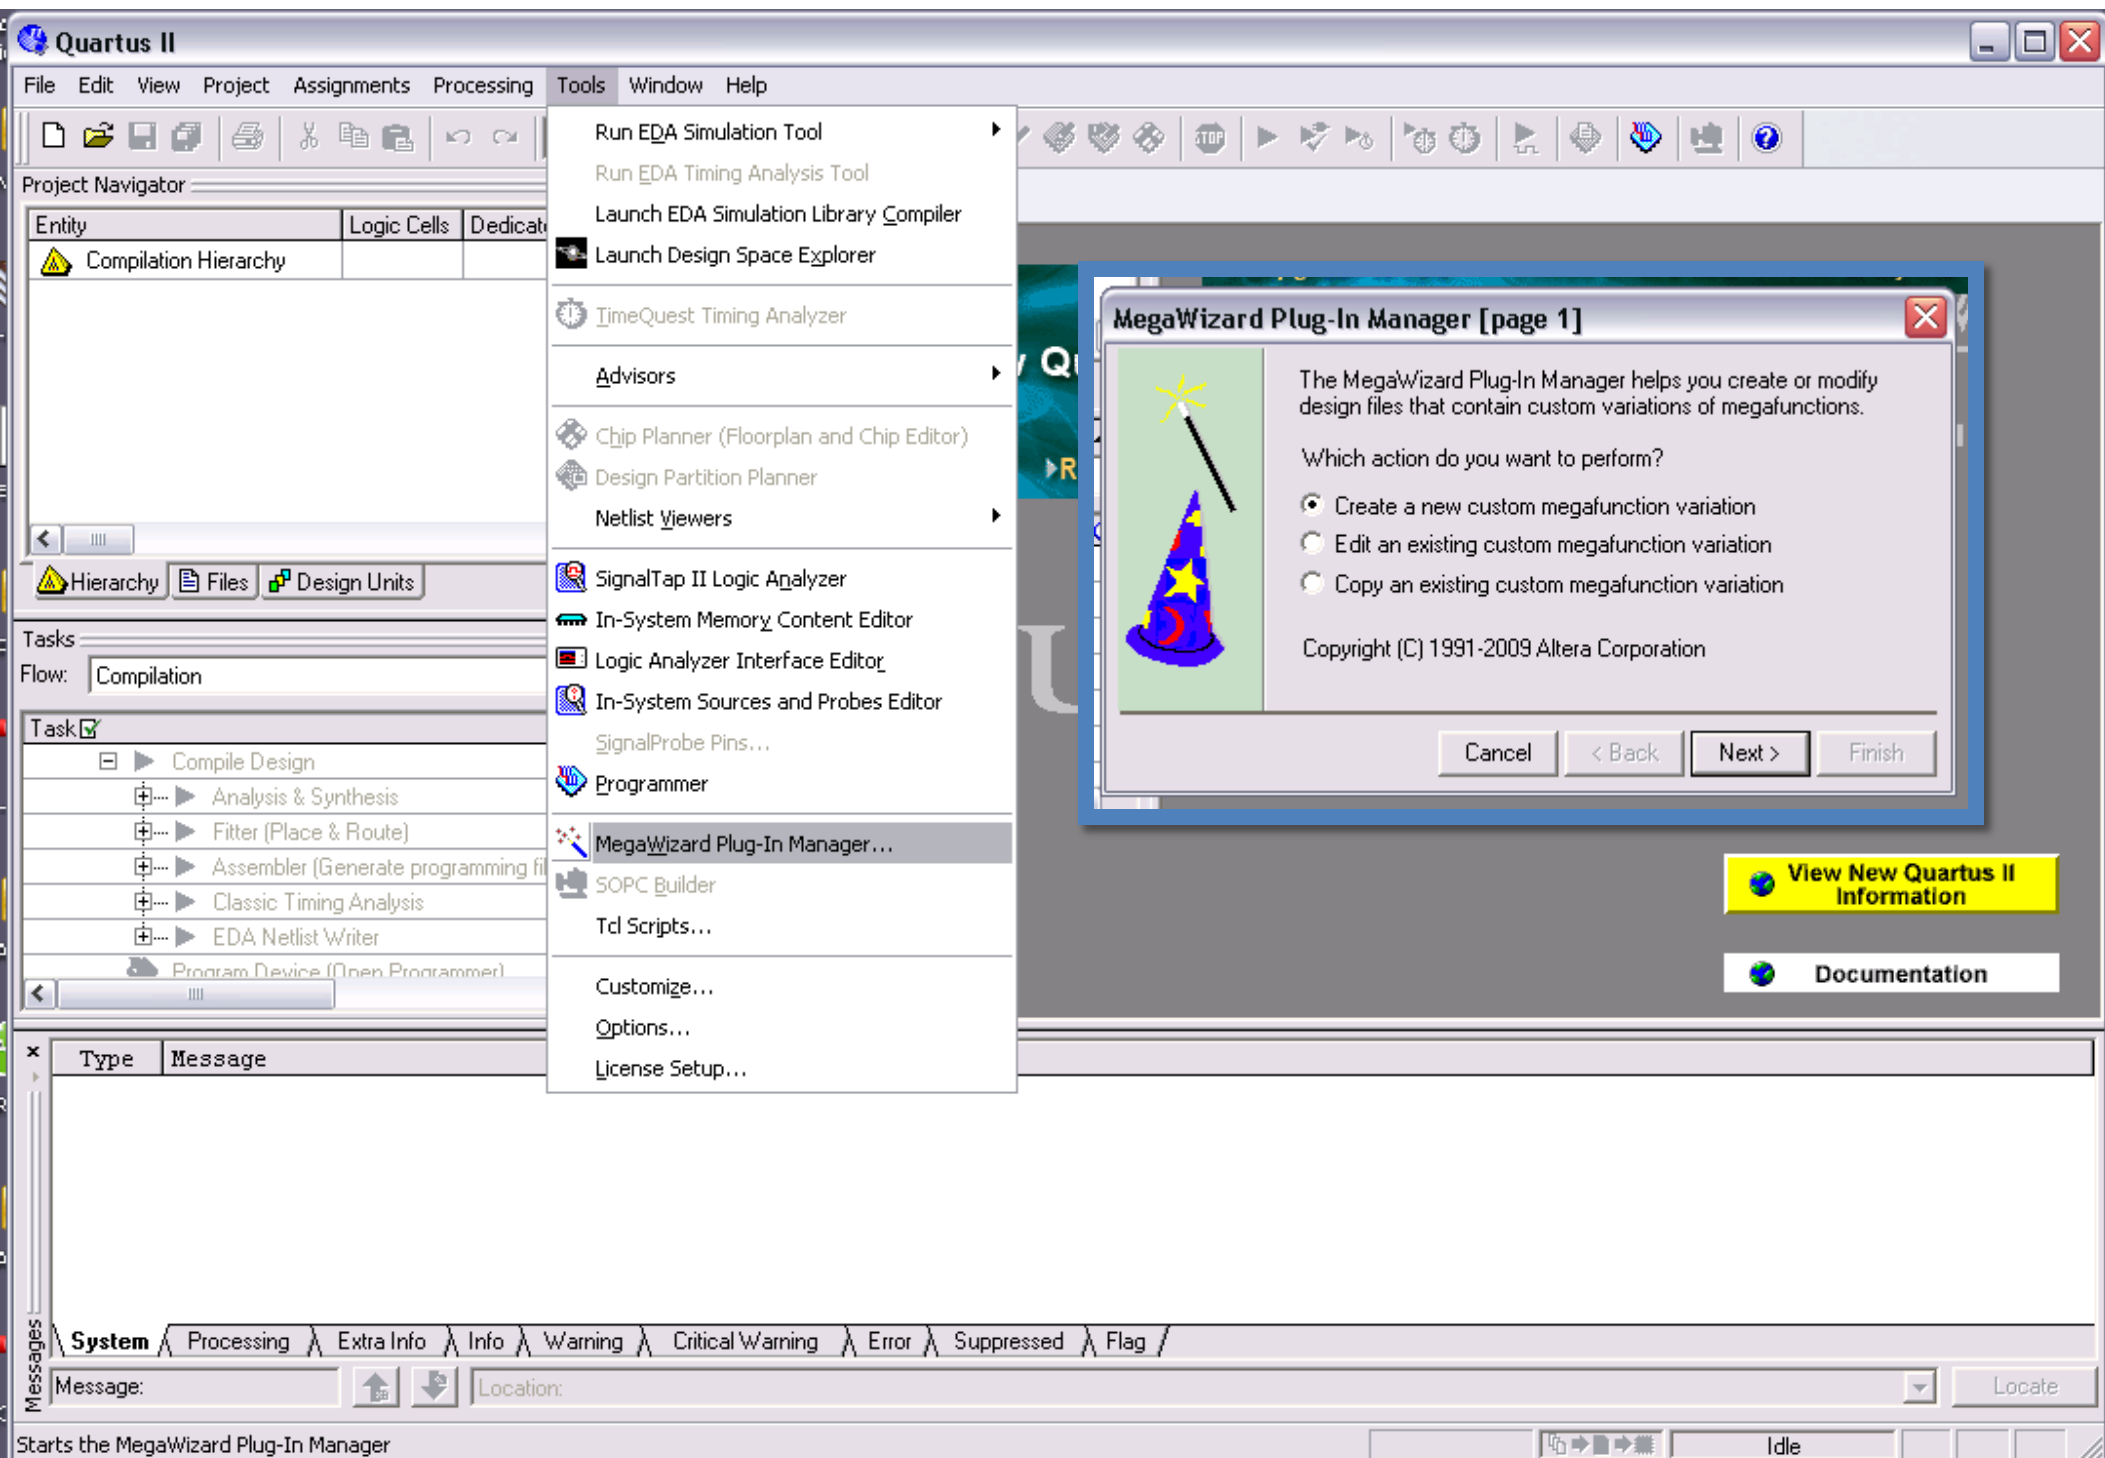 Quartus II
File Edit View Project Assignments Processing Tools Window Help
Project Navigator
Entity Logic Cells Dedicat
Compilation Hierarchy
Hierarchy Files Design Units
Tasks
Flow: Compilation
Task
Compile Design
Analysis & Synthesis
Fitter (Place & Route)
Assembler (Generate programming fil
Classic Timing Analysis
EDA Netlist Writer
Program Device (Open Programmer)
Run EDA Simulation Tool
Run EDA Timing Analysis Tool
Launch EDA Simulation Library Compiler
Launch Design Space Explorer
TimeQuest Timing Analyzer
Advisors
Chip Planner (Floorplan and Chip Editor)
Design Partition Planner
Netlist Viewers
SignalTap II Logic Analyzer
In-System Memory Content Editor
Logic Analyzer Interface Editor
In-System Sources and Probes Editor
SignalProbe Pins...
Programmer
MegaWizard Plug-In Manager...
SOPC Builder
Tcl Scripts...
Customize...
Options...
License Setup...
STOP
MegaWizard Plug-In Manager [page 1]
The MegaWizard Plug-In Manager helps you create or modify
design files that contain custom variations of megafunctions.
Which action do you want to perform?
Create a new custom megafunction variation
Edit an existing custom megafunction variation
Copy an existing custom megafunction variation
Copyright (C) 1991-2009 Altera Corporation
Cancel < Back Next > Finish
View New Quartus II
Information
Documentation
Type Message
Messages
System Processing Extra Info Info Warning Critical Warning Error Suppressed Flag
Message: Location: Locate
Starts the MegaWizard Plug-In Manager Idle